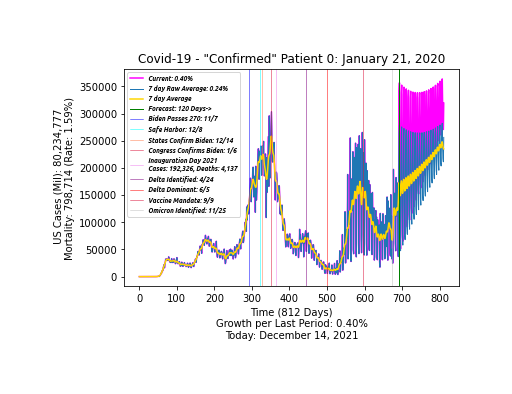 Covid-19 - "Confirmed" Patient 0: January 21, 2020
US Cases (Mil): 80,234,777
Mortality: 798,714 (Rate: 1.59%)
350000
300000
250000
200000
150000
100000
50000
0
Current: 0.40%
7 day Raw Average: 0.24%
7 day Average
Forecast: 120 Days->
Biden Passes 270: 11/7
Safe Harbor: 12/8
States Confirm Biden: 12/14
Congress Confirms Biden: 1/6
Inauguration Day 2021
Cases: 192,326, Deaths: 4,137
Delta Identified: 4/24
Delta Dominant: 6/5
Vaccine Mandate: 9/9
Omicron Identified: 11/25
0 100 200 300 400 500 600 700 800
Time (812 Days)
Growth per Last Period: 0.40%
Today: December 14, 2021